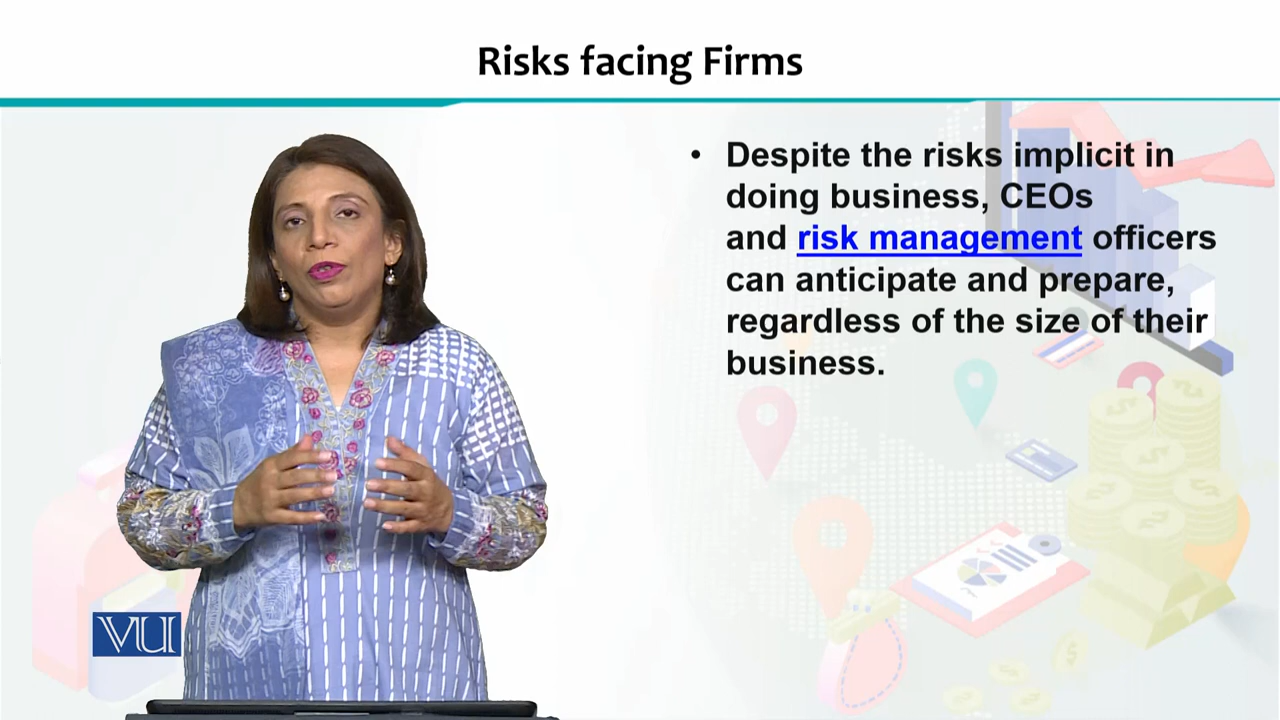 Risks facing Firms
• Despite the risks implicit in
doing business, CEOs
and risk management officers
can anticipate and prepare,
regardless of the size of their
business.
VU